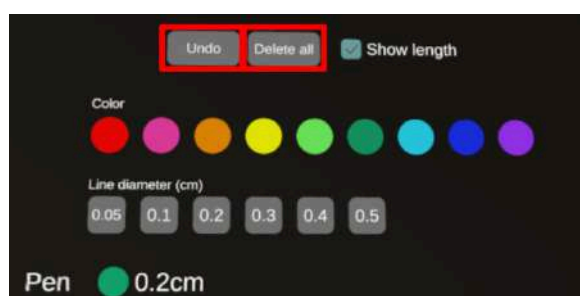 Undo Delete all Show length
Color
Line diameter (cm)
0.05 0.1 0.2 0.3 0.4 0.5
Pen 0.2cm